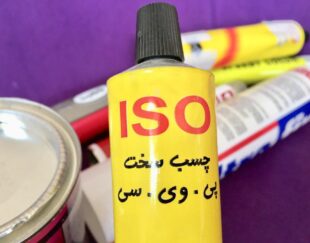 ISO
چسب سخت
پی . وی . سی